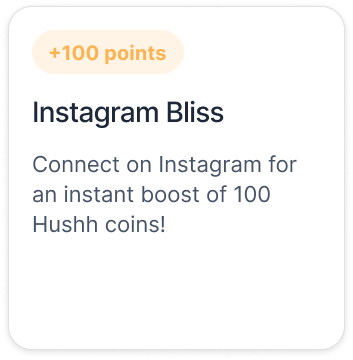 +100 points
Instagram Bliss
Connect on Instagram for
an instant boost of 100
Hushh coins!